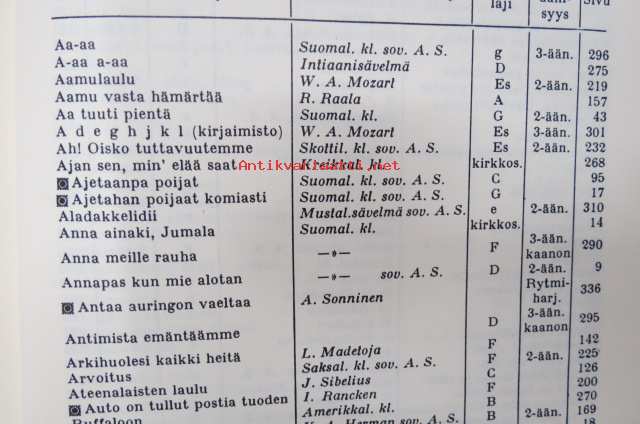 laji ääni- Sivu
syys
Aa-aa Suomal. kl. sov. A. S. g 3-ään. 296
A-aa a-aa Intiaanisävelmä D 275
Aamulaulu W. A. Mozart Es 2-ään. 219
Aamu vasta hämärtää R. Raala A 157
Aa tuuti pientä Suomal. kl. G 2-ään. 43
A d e g h j k l (kirjaimisto) W. A. Mozart Es 3-ään. 301
Ah! Oisko tuttavuutemme Skottil. kl. sov. A. S. Es 2-ään. 232
Ajan sen, min' elää saat Kreikkal. kl. kirkkos. 268
Antikvariaatti.net
Ajetaanpa poijat Suomal. kl. sov. A. S. C 95
Ajetahan poijaat komiasti Suomal. kl. sov. A. S. G 17
Aladakkelidii Mustal.sävelmä sov. A. S. e 2-ään. 310
Anna ainaki, Jumala Suomal. kl. kirkkos. 14
Anna meille rauha —»— F 3-ään. kaanon 290
Annapas kun mie alotan —»— sov. A. S. D 2-ään. 9
Antaa auringon vaeltaa A. Sonninen Rytmi-harj. 336
Antimista emäntäämme D 3-ään. kaanon 295
F 142
Arkihuolesi kaikki heitä L. Madetoja F 2-ään. 225
Arvoitus Saksal. kl. sov. A. S. C 126
Ateenalaisten laulu J. Sibelius F 200
Auto on tullut postia tuoden I. Rancken B 270
Buffaloon Amerikkal. kl. B 2-ään. 169
sov. A. S. 18